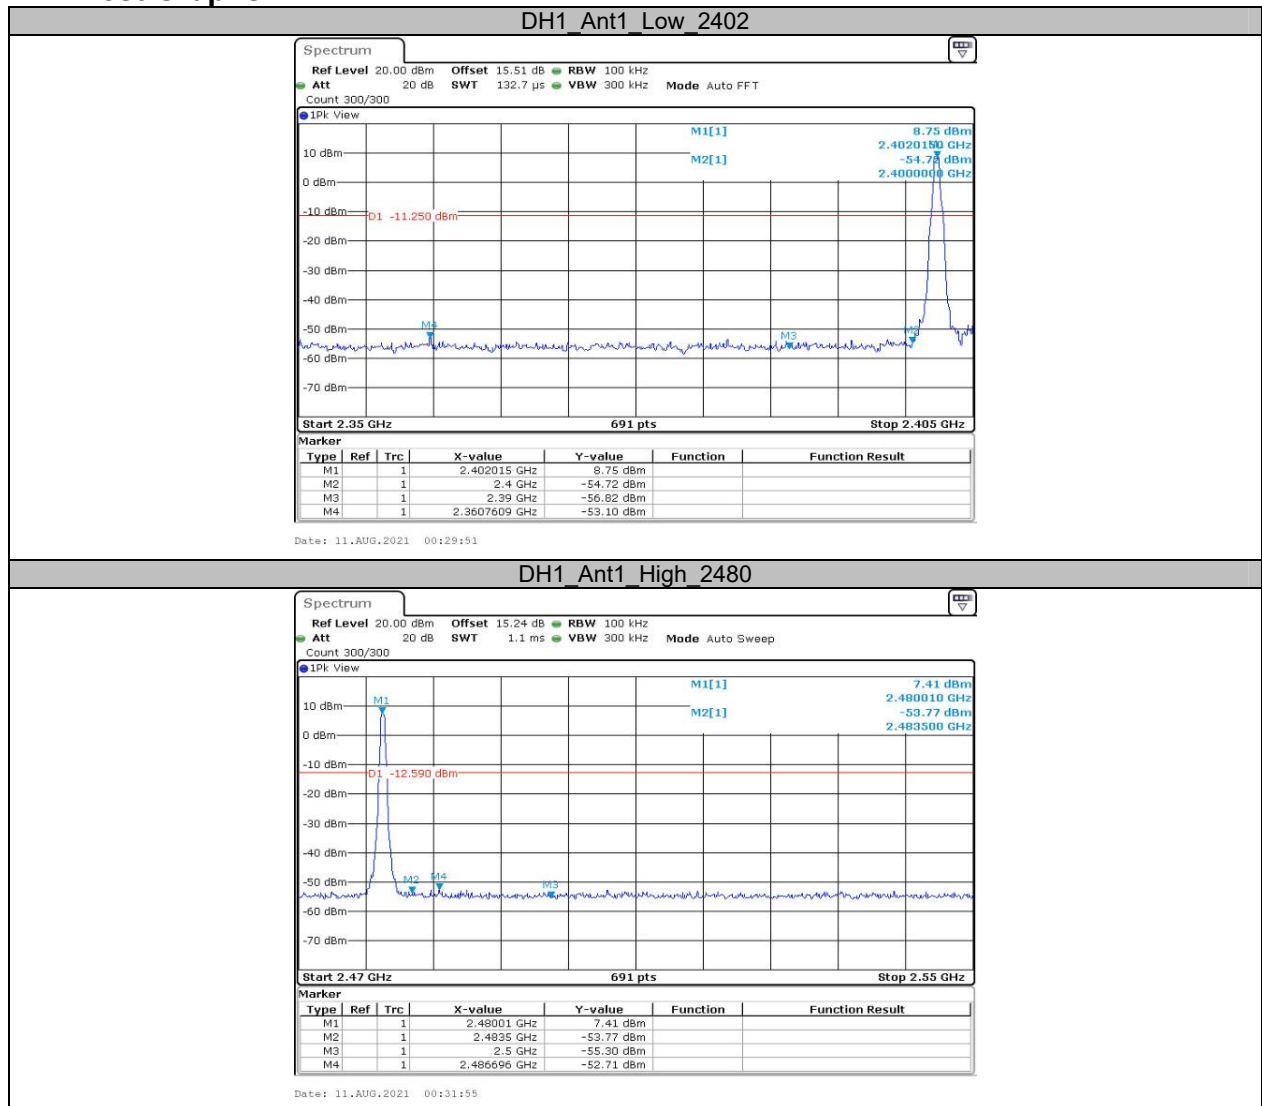 DH1_Ant1_Low_2402
Spectrum
Ref Level 20.00 dBm Offset 15.51 dB RBW 100 kHz
Att 20 dB SWT 132.7 µs VBW 300 kHz Mode Auto FFT
Count 300/300
1Pk View
M1[1] 8.75 dBm
2.4020150 GHz
M2[1] -54.72 dBm
2.4000000 GHz
M1
10 dBm
0 dBm
-10 dBm
D1 -11.250 dBm
-20 dBm
-30 dBm
-40 dBm
-50 dBm
M4
M3
M2
-60 dBm
-70 dBm
Start 2.35 GHz 691 pts Stop 2.405 GHz
Marker
Type Ref Trc X-value Y-value Function Function Result
M1 1 2.402015 GHz 8.75 dBm
M2 1 2.4 GHz -54.72 dBm
M3 1 2.39 GHz -56.82 dBm
M4 1 2.3607609 GHz -53.10 dBm
Date: 11.AUG.2021 00:29:51
DH1_Ant1_High_2480
Spectrum
Ref Level 20.00 dBm Offset 15.24 dB RBW 100 kHz
Att 20 dB SWT 1.1 ms VBW 300 kHz Mode Auto Sweep
Count 300/300
1Pk View
M1[1] 7.41 dBm
2.480010 GHz
M2[1] -53.77 dBm
2.483500 GHz
M1
10 dBm
0 dBm
-10 dBm
D1 -12.590 dBm
-20 dBm
-30 dBm
-40 dBm
-50 dBm
M2 M4
M3
-60 dBm
-70 dBm
Start 2.47 GHz 691 pts Stop 2.55 GHz
Marker
Type Ref Trc X-value Y-value Function Function Result
M1 1 2.48001 GHz 7.41 dBm
M2 1 2.4835 GHz -53.77 dBm
M3 1 2.5 GHz -55.30 dBm
M4 1 2.486696 GHz -52.71 dBm
Date: 11.AUG.2021 00:31:55